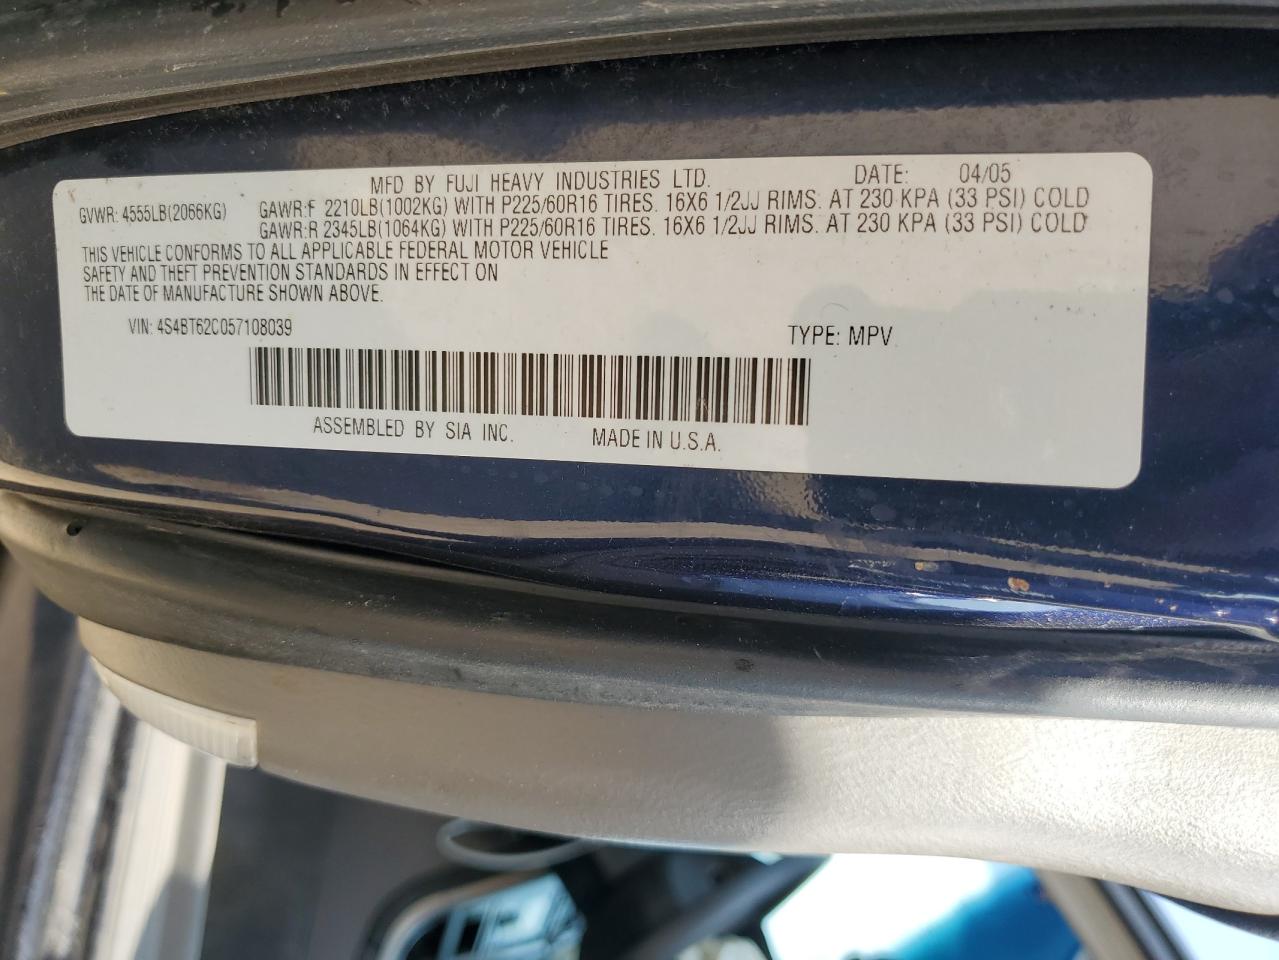 MFD BY FUJI HEAVY INDUSTRIES LTD. DATE: 04/05
GVWR: 4555LB(2066KG) GAWR:F 2210LB(1002KG) WITH P225/60R16 TIRES. 16X6 1/2JJ RIMS. AT 230 KPA (33 PSI) COLD
GAWR:R 2345LB(1064KG) WITH P225/60R16 TIRES. 16X6 1/2JJ RIMS. AT 230 KPA (33 PSI) COLD
THIS VEHICLE CONFORMS TO ALL APPLICABLE FEDERAL MOTOR VEHICLE
SAFETY AND THEFT PREVENTION STANDARDS IN EFFECT ON
THE DATE OF MANUFACTURE SHOWN ABOVE.
VIN: 4S4BT62C057108039 TYPE: MPV
ASSEMBLED BY SIA INC. MADE IN U.S.A.